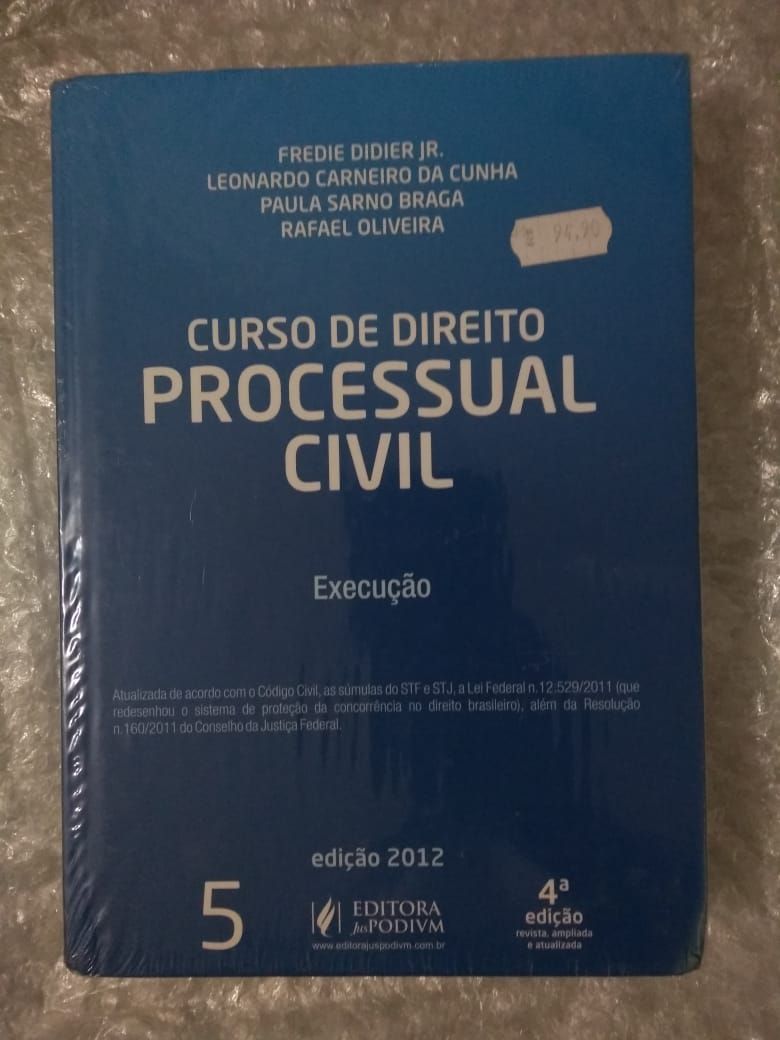 FREDIE DIDIER JR.
LEONARDO CARNEIRO DA CUNHA
PAULA SARNO BRAGA
RAFAEL OLIVEIRA
94,90
CURSO DE DIREITO
PROCESSUAL
CIVIL
Execução
Atualizada de acordo com o Código Civil, as súmulas do STF e STJ, a Lei Federal n.12.529/2011 (que
redesenhou o sistema de proteção da concorrência no direito brasileiro), além da Resolução
n.160/2011 do Conselho da Justiça Federal.
edição 2012
5
EDITORA
JusPODIVM
www.editorajuspodivm.com.br
4ª
edição
revista, ampliada
e atualizada